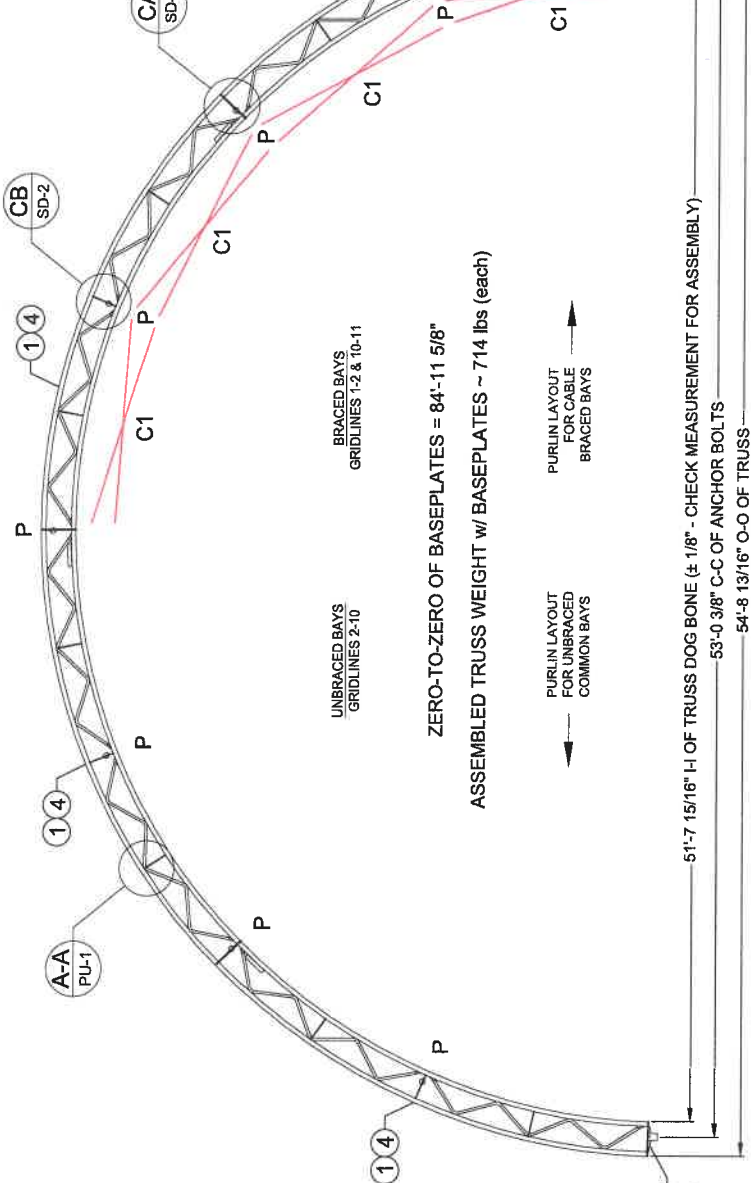 CA
SD-
P
C1
CB
SD-2
P
C1
C1
1 4
P
C1
P
BRACED BAYS
GRIDLINES 1-2 & 10-11
UNBRACED BAYS
GRIDLINES 2-10
ZERO-TO-ZERO OF BASEPLATES = 84'-11 5/8"
ASSEMBLED TRUSS WEIGHT w/ BASEPLATES ~ 714 lbs (each)
PURLIN LAYOUT
FOR CABLE
BRACED BAYS
PURLIN LAYOUT
FOR UNBRACED
COMMON BAYS
1 4
P
P
A-A
PU-1
P
P
1 4
51'-7 15/16" I-I OF TRUSS DOG BONE (± 1/8" - CHECK MEASUREMENT FOR ASSEMBLY)
53'-0 3/8" C-C OF ANCHOR BOLTS
54'-8 13/16" O-O OF TRUSS